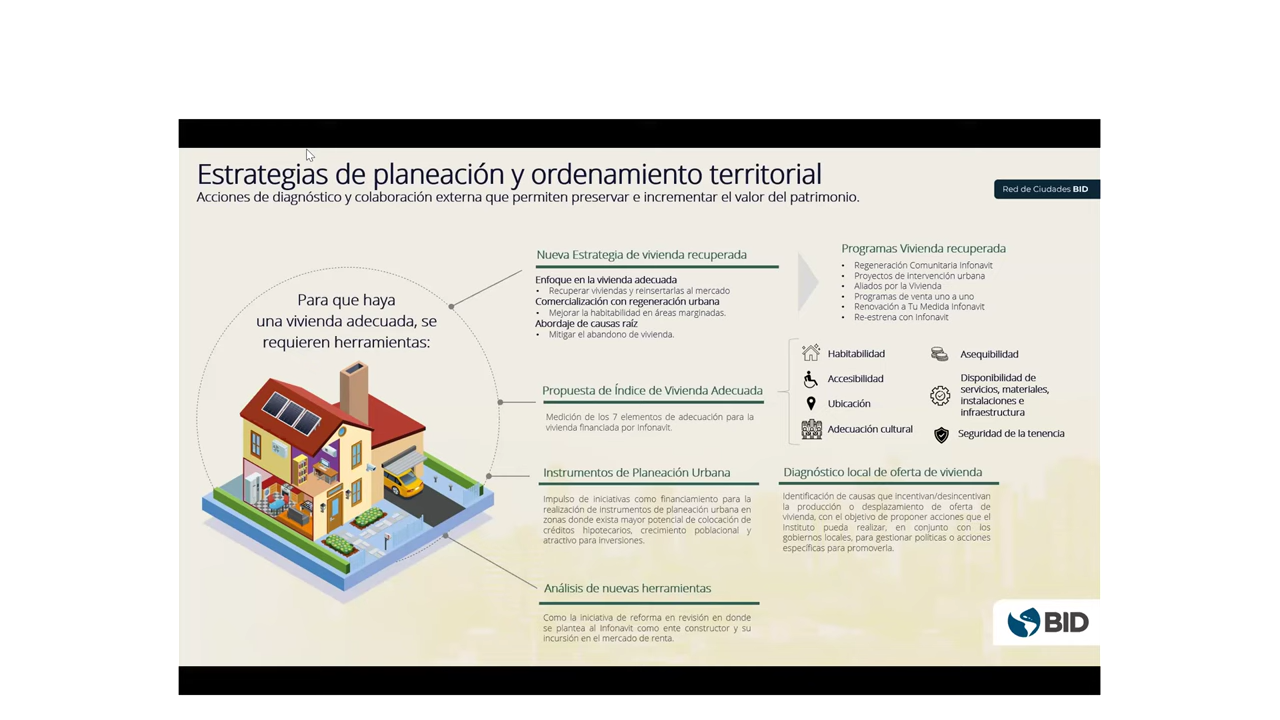 Estrategias de planeación y ordenamiento territorial
Acciones de diagnóstico y colaboración externa que permiten preservar e incrementar el valor del patrimonio.
Red de Ciudades BID
Para que haya
una vivienda adecuada, se
requieren herramientas:
Nueva Estrategia de vivienda recuperada
Enfoque en la vivienda adecuada
• Recuperar viviendas y reinsertarlas al mercado
Comercialización con regeneración urbana
• Mejorar la habitabilidad en áreas marginadas.
Abordaje de causas raíz
• Mitigar el abandono de vivienda.
Programas Vivienda recuperada
• Regeneración Comunitaria Infonavit
• Proyectos de intervención urbana
• Aliados por la Vivienda
• Programas de venta uno a uno
• Renovación a Tu Medida Infonavit
• Re-estrena con Infonavit
Propuesta de Índice de Vivienda Adecuada
Medición de los 7 elementos de adecuación para la
vivienda financiada por Infonavit.
Habitabilidad
Accesibilidad
Ubicación
Adecuación cultural
Asequibilidad
Disponibilidad de
servicios, materiales,
instalaciones e
infraestructura
Seguridad de la tenencia
Instrumentos de Planeación Urbana
Impulso de iniciativas como financiamiento para la
realización de instrumentos de planeación urbana en
zonas donde exista mayor potencial de colocación de
créditos hipotecarios, crecimiento poblacional y
atractivo para inversiones.
Diagnóstico local de oferta de vivienda
Identificación de causas que incentivan/desincentivan
la producción o desplazamiento de oferta de
vivienda, con el objetivo de proponer acciones que el
Instituto pueda realizar, en conjunto con los
gobiernos locales, para gestionar políticas o acciones
específicas para promoverla.
Análisis de nuevas herramientas
Como la iniciativa de reforma en revisión en donde
se plantea al Infonavit como ente constructor y su
incursión en el mercado de renta.
BID